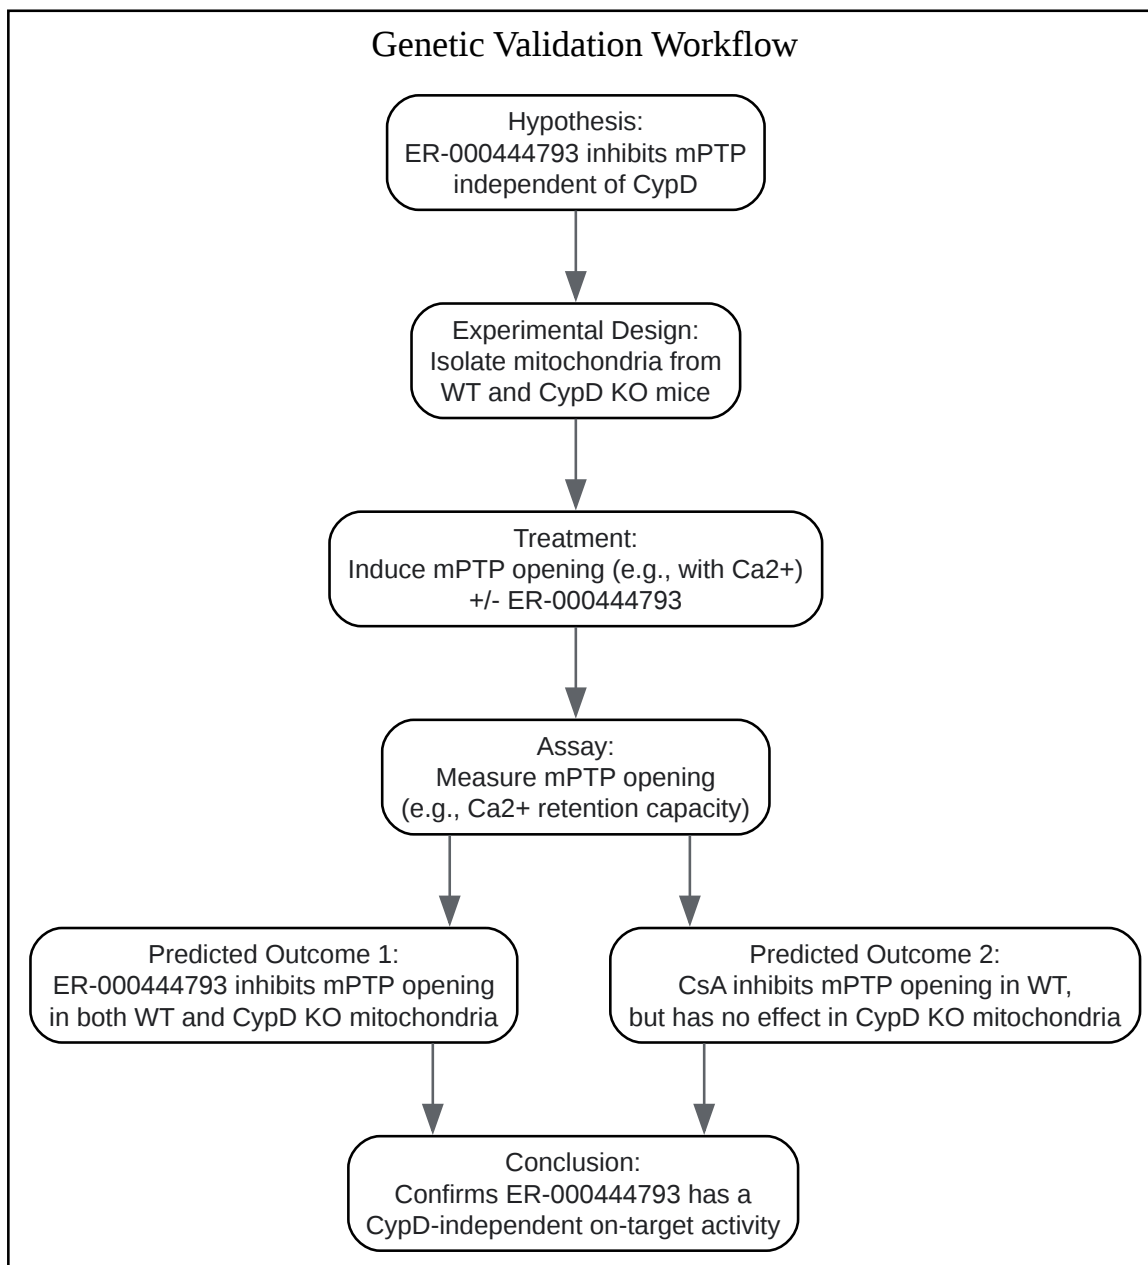 Genetic Validation Workflow
Hypothesis:
ER-000444793 inhibits mPTP
independent of CypD
Experimental Design:
Isolate mitochondria from
WT and CypD KO mice
Treatment:
Induce mPTP opening (e.g., with Ca2+)
+/- ER-000444793
Assay:
Measure mPTP opening
(e.g., Ca2+ retention capacity)
Predicted Outcome 1:
ER-000444793 inhibits mPTP opening
in both WT and CypD KO mitochondria
Predicted Outcome 2:
CsA inhibits mPTP opening in WT,
but has no effect in CypD KO mitochondria
Conclusion:
Confirms ER-000444793 has a
CypD-independent on-target activity